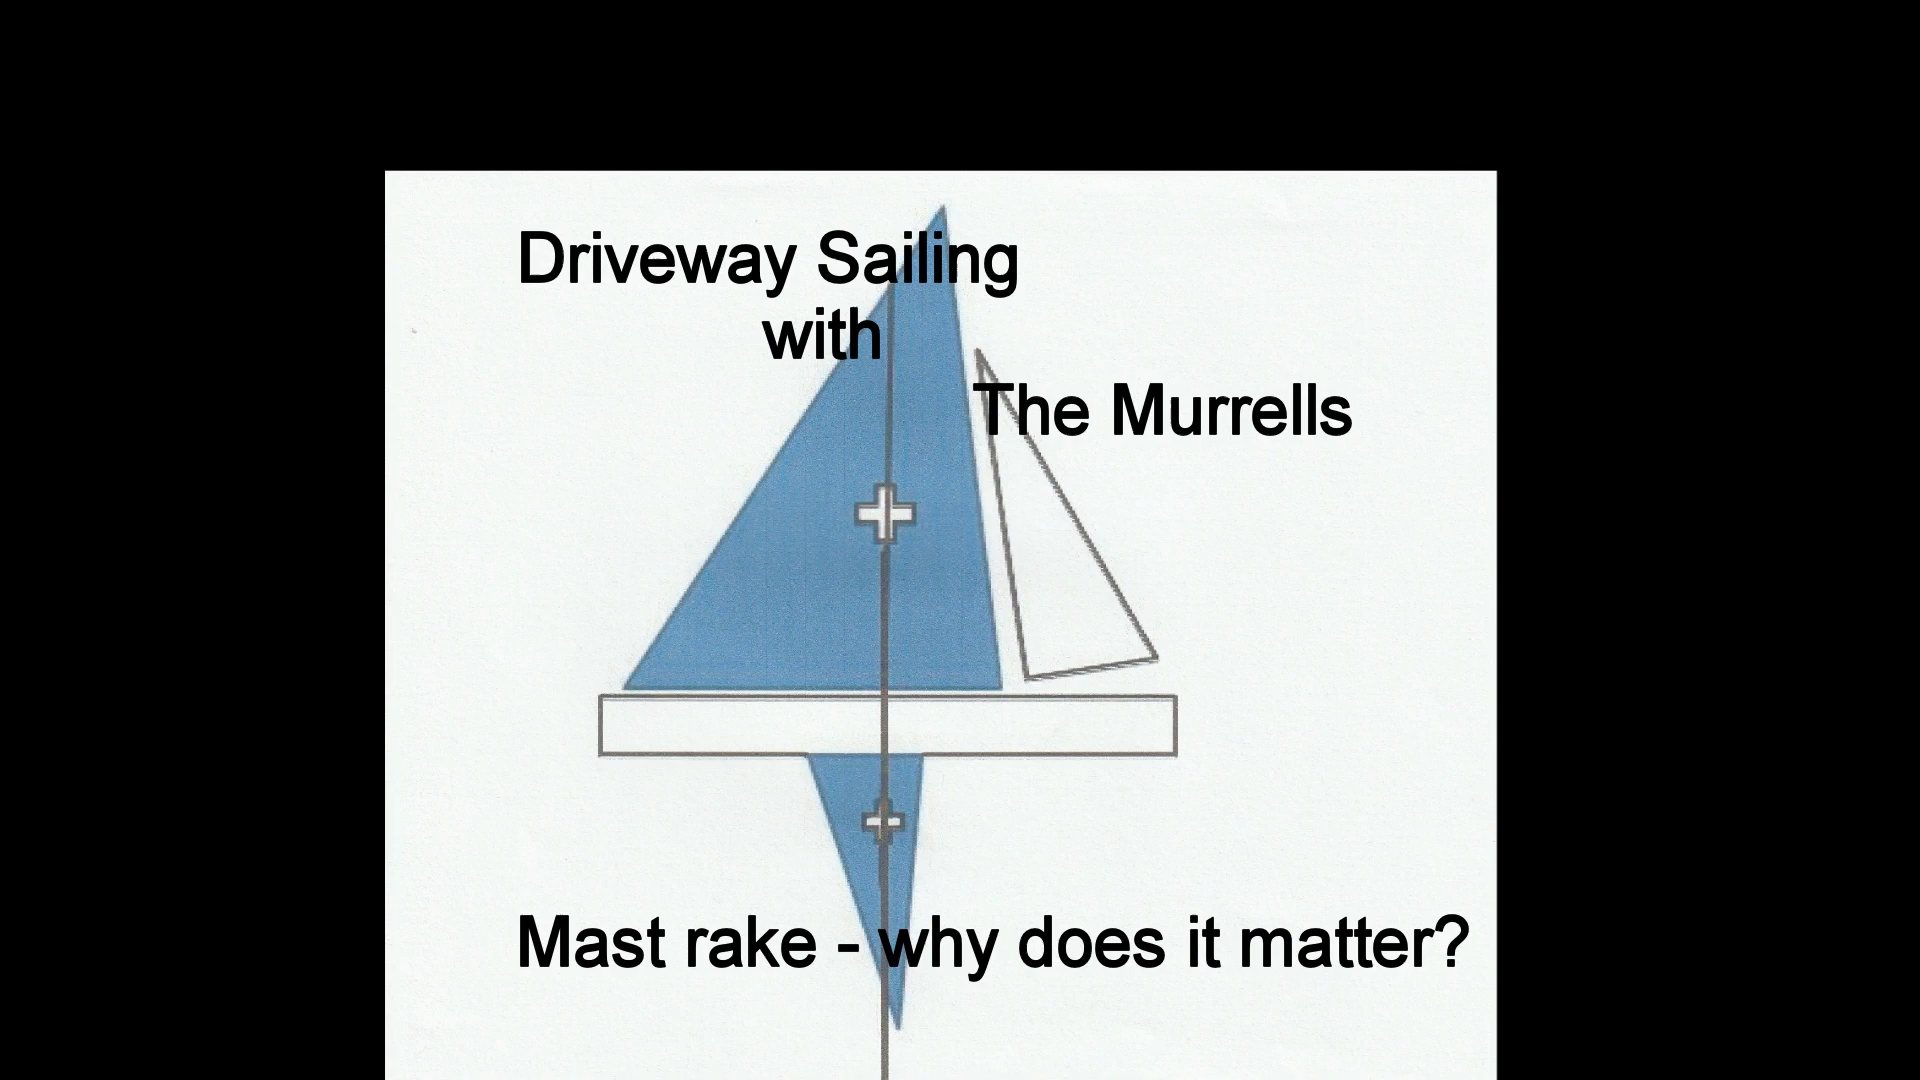 Driveway Sailing
with
The Murrells
Mast rake - why does it matter?